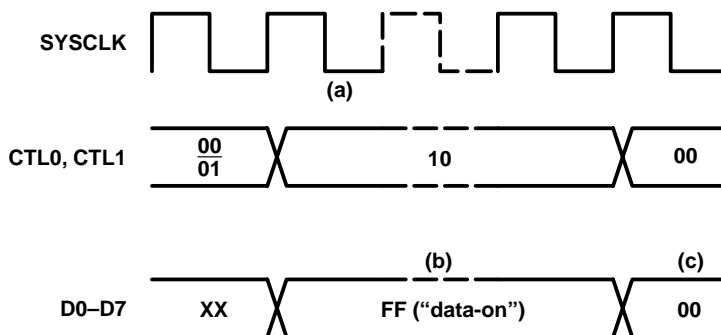 SYSCLK
(a)
CTL0, CTL1
00
01
10
00
(b)
(c)
D0–D7
XX
FF (“data-on”)
00